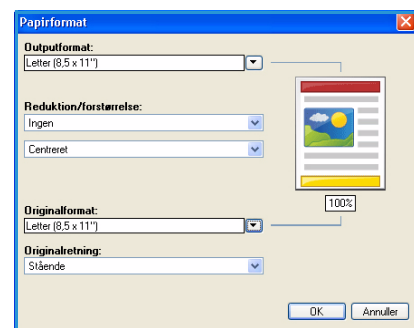 Papirformat
Outputformat:
Letter (8,5 x 11")
Reduktion/forstørrelse:
Ingen
Centreret
100%
Originalformat:
Letter (8,5 x 11")
Originalretning:
Stående
OK
Annuller